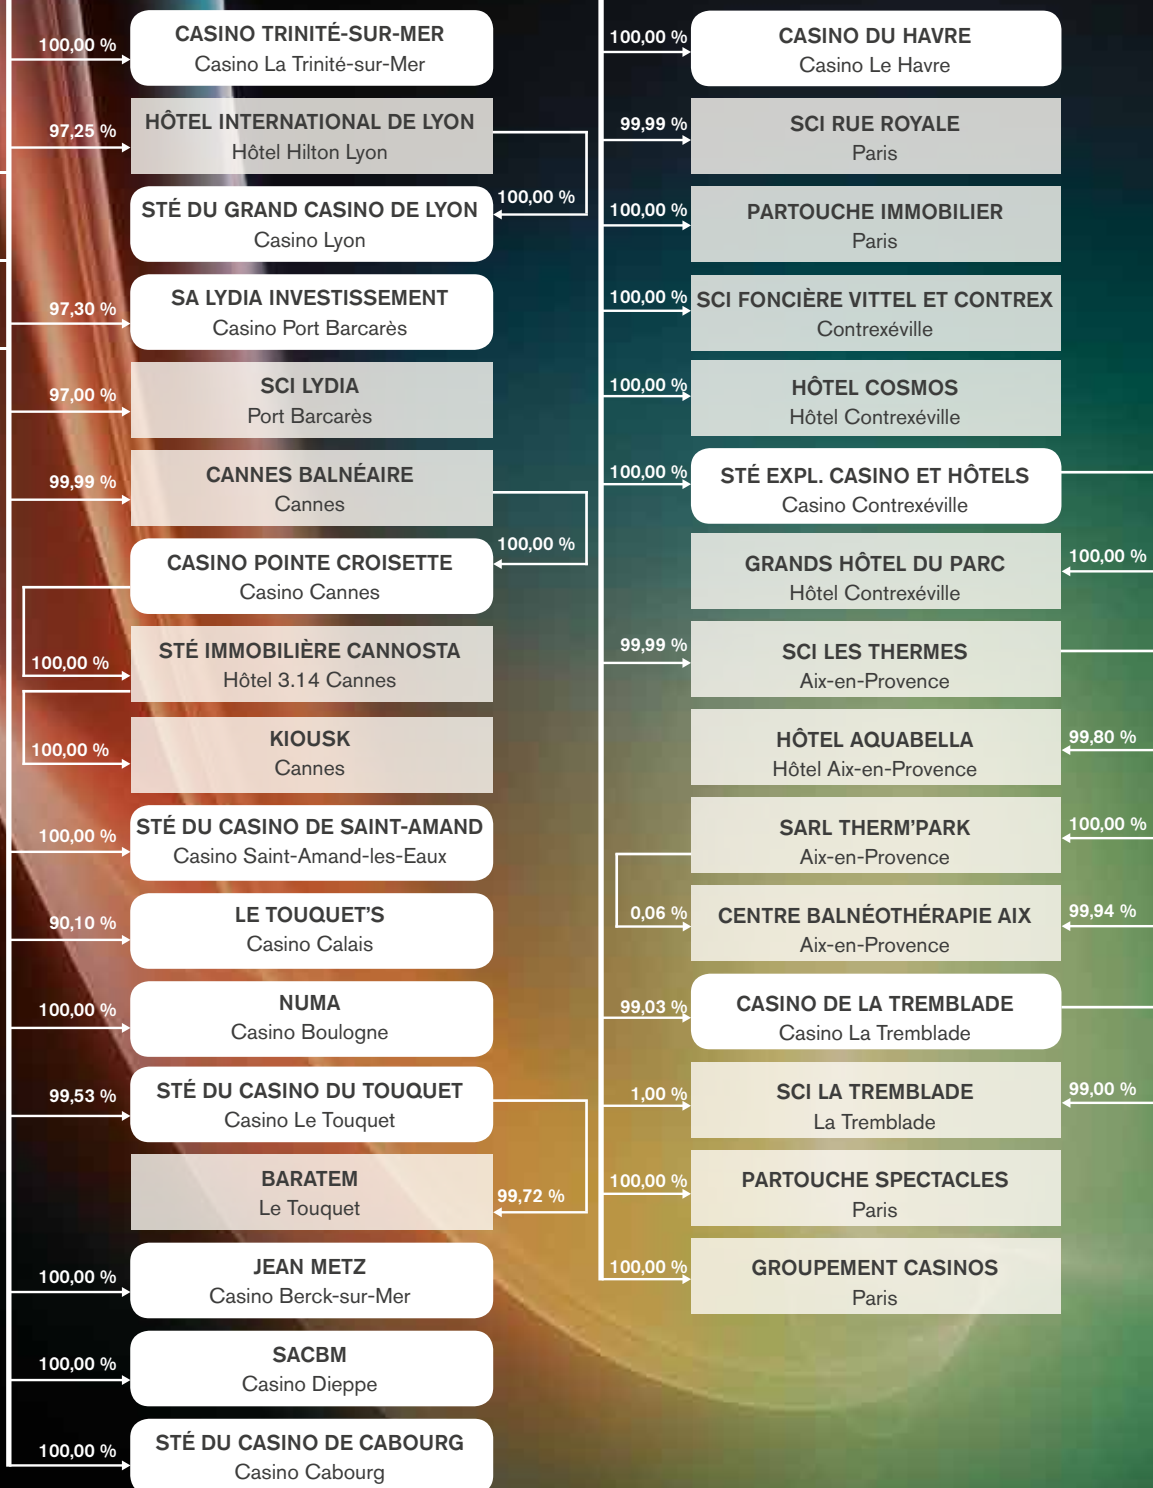 100,00 %
CASINO TRINITÉ-SUR-MER
Casino La Trinité-sur-Mer
97,25 %
HÔTEL INTERNATIONAL DE LYON
Hôtel Hilton Lyon
100,00 %
STÉ DU GRAND CASINO DE LYON
Casino Lyon
97,30 %
SA LYDIA INVESTISSEMENT
Casino Port Barcarès
97,00 %
SCI LYDIA
Port Barcarès
99,99 %
CANNES BALNÉAIRE
Cannes
100,00 %
CASINO POINTE CROISETTE
Casino Cannes
100,00 %
STÉ IMMOBILIÈRE CANNOSTA
Hôtel 3.14 Cannes
100,00 %
KIOUSK
Cannes
100,00 %
STÉ DU CASINO DE SAINT-AMAND
Casino Saint-Amand-les-Eaux
90,10 %
LE TOUQUET’S
Casino Calais
100,00 %
NUMA
Casino Boulogne
99,53 %
STÉ DU CASINO DU TOUQUET
Casino Le Touquet
BARATEM
Le Touquet
99,72 %
100,00 %
JEAN METZ
Casino Berck-sur-Mer
100,00 %
SACBM
Casino Dieppe
100,00 %
STÉ DU CASINO DE CABOURG
Casino Cabourg
100,00 %
CASINO DU HAVRE
Casino Le Havre
99,99 %
SCI RUE ROYALE
Paris
100,00 %
PARTOUCHE IMMOBILIER
Paris
100,00 %
SCI FONCIÈRE VITTEL ET CONTREX
Contrexéville
100,00 %
HÔTEL COSMOS
Hôtel Contrexéville
100,00 %
STÉ EXPL. CASINO ET HÔTELS
Casino Contrexéville
GRANDS HÔTEL DU PARC
Hôtel Contrexéville
100,00 %
99,99 %
SCI LES THERMES
Aix-en-Provence
HÔTEL AQUABELLA
Hôtel Aix-en-Provence
99,80 %
SARL THERM’PARK
Aix-en-Provence
100,00 %
0,06 %
CENTRE BALNÉOTHÉRAPIE AIX
Aix-en-Provence
99,94 %
99,03 %
CASINO DE LA TREMBLADE
Casino La Tremblade
1,00 %
SCI LA TREMBLADE
La Tremblade
99,00 %
100,00 %
PARTOUCHE SPECTACLES
Paris
100,00 %
GROUPEMENT CASINOS
Paris